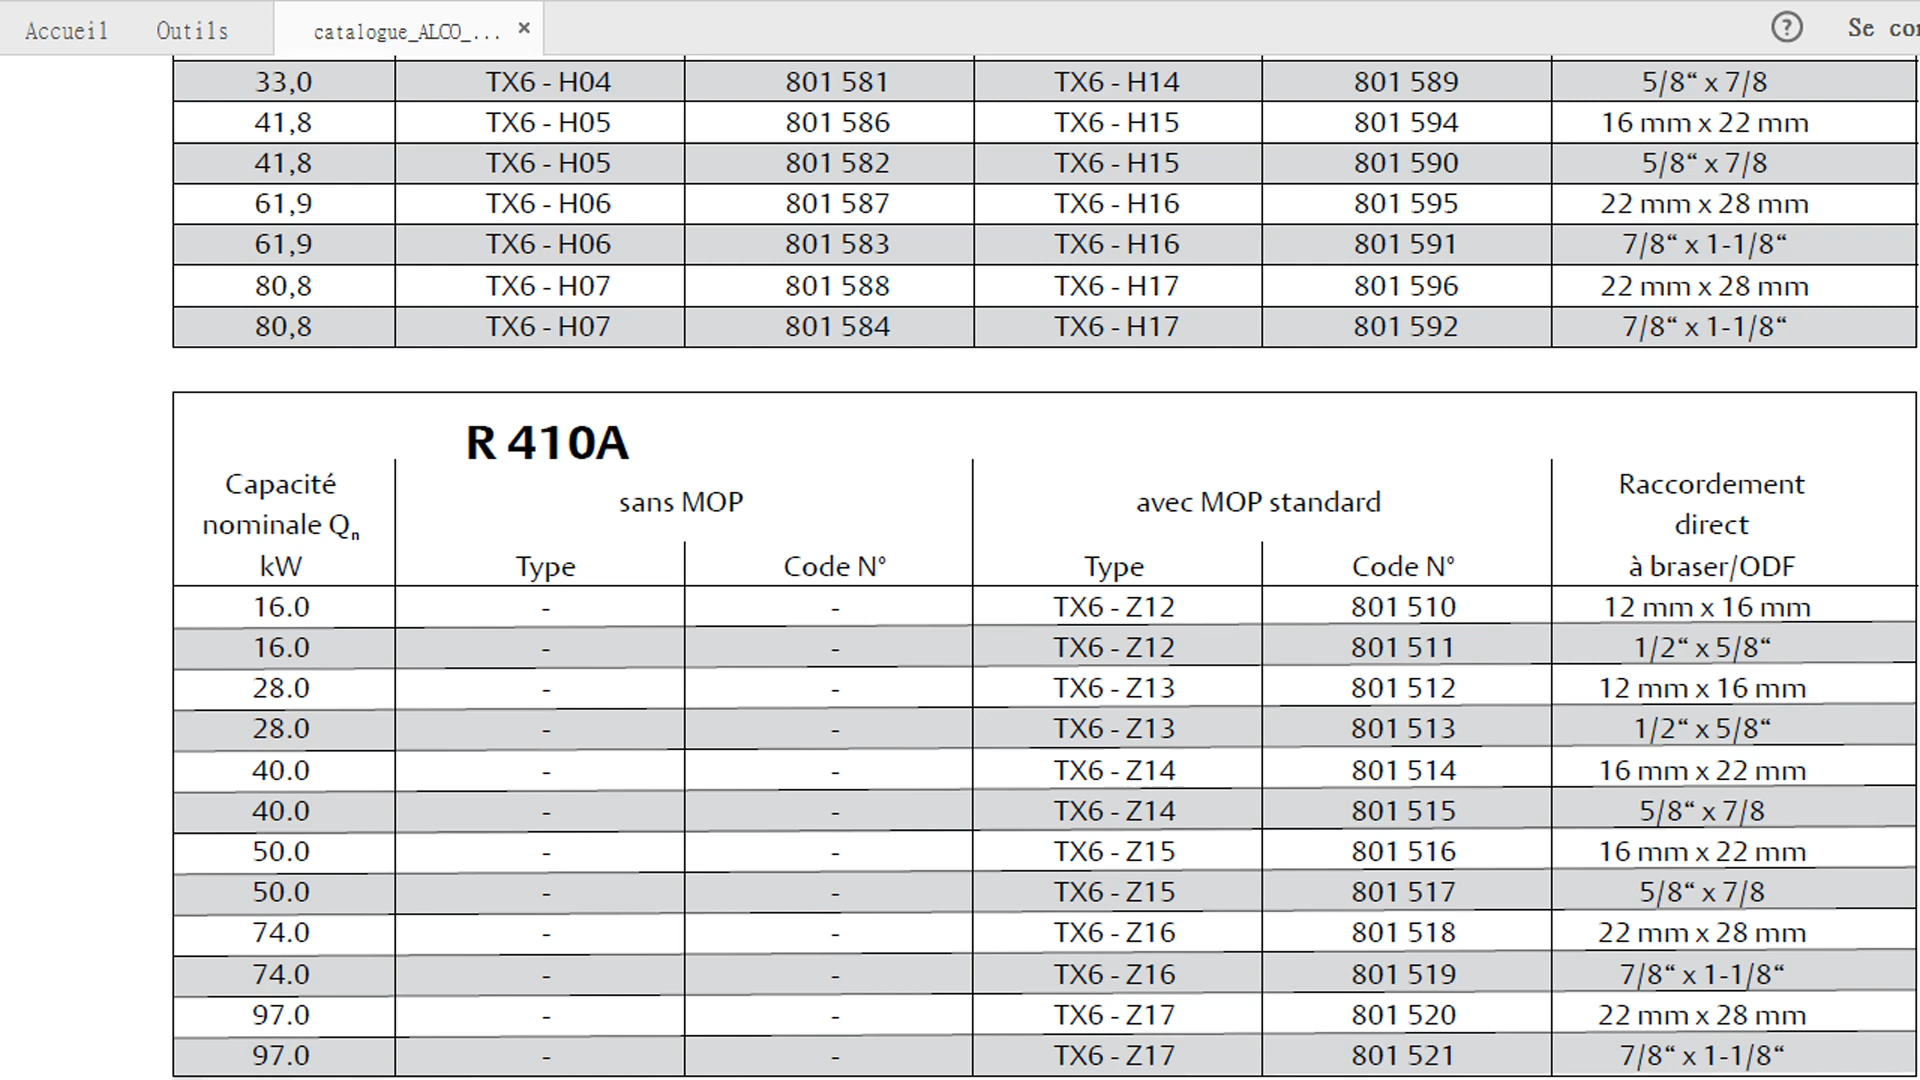 Accueil Outils catalogue_ALCO_... × ? Se con
33,0 TX6 - H04 801 581 TX6 - H14 801 589 5/8“ x 7/8
41,8 TX6 - H05 801 586 TX6 - H15 801 594 16 mm x 22 mm
41,8 TX6 - H05 801 582 TX6 - H15 801 590 5/8“ x 7/8
61,9 TX6 - H06 801 587 TX6 - H16 801 595 22 mm x 28 mm
61,9 TX6 - H06 801 583 TX6 - H16 801 591 7/8“ x 1-1/8“
80,8 TX6 - H07 801 588 TX6 - H17 801 596 22 mm x 28 mm
80,8 TX6 - H07 801 584 TX6 - H17 801 592 7/8“ x 1-1/8“
R 410A
Capacité Raccordement
sans MOP avec MOP standard
nominale Qn direct
kW Type Code N° Type Code N° à braser/ODF
16.0 - - TX6 - Z12 801 510 12 mm x 16 mm
16.0 - - TX6 - Z12 801 511 1/2“ x 5/8“
28.0 - - TX6 - Z13 801 512 12 mm x 16 mm
28.0 - - TX6 - Z13 801 513 1/2“ x 5/8“
40.0 - - TX6 - Z14 801 514 16 mm x 22 mm
40.0 - - TX6 - Z14 801 515 5/8“ x 7/8
50.0 - - TX6 - Z15 801 516 16 mm x 22 mm
50.0 - - TX6 - Z15 801 517 5/8“ x 7/8
74.0 - - TX6 - Z16 801 518 22 mm x 28 mm
74.0 - - TX6 - Z16 801 519 7/8“ x 1-1/8“
97.0 - - TX6 - Z17 801 520 22 mm x 28 mm
97.0 - - TX6 - Z17 801 521 7/8“ x 1-1/8“